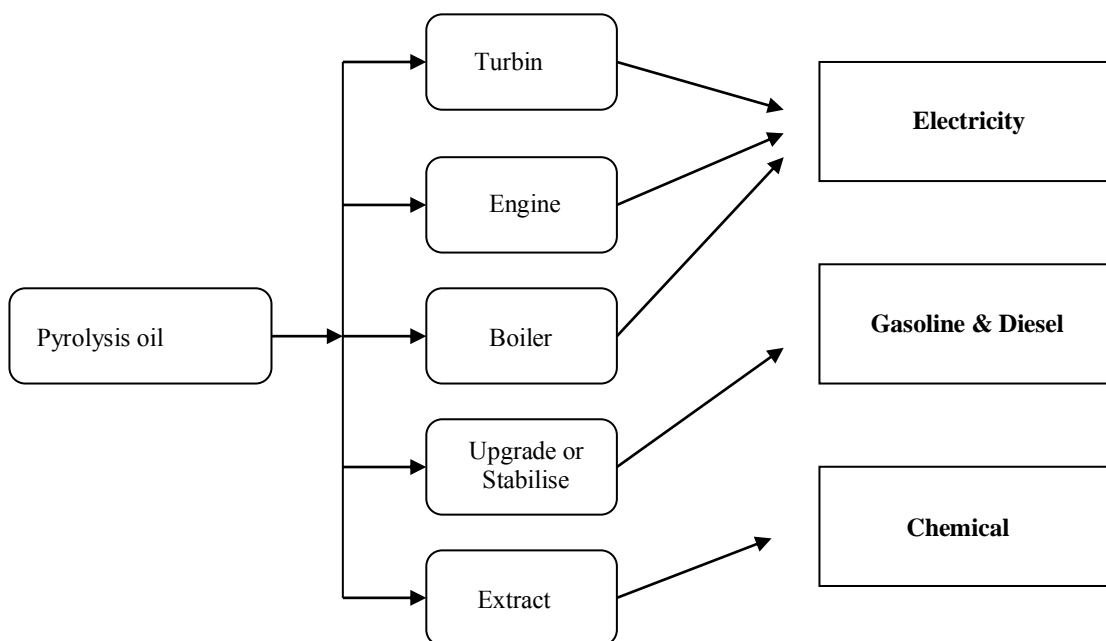 Turbin
Electricity
Engine
Gasoline & Diesel
Pyrolysis oil
Boiler
Upgrade or
Stabilise
Chemical
Extract